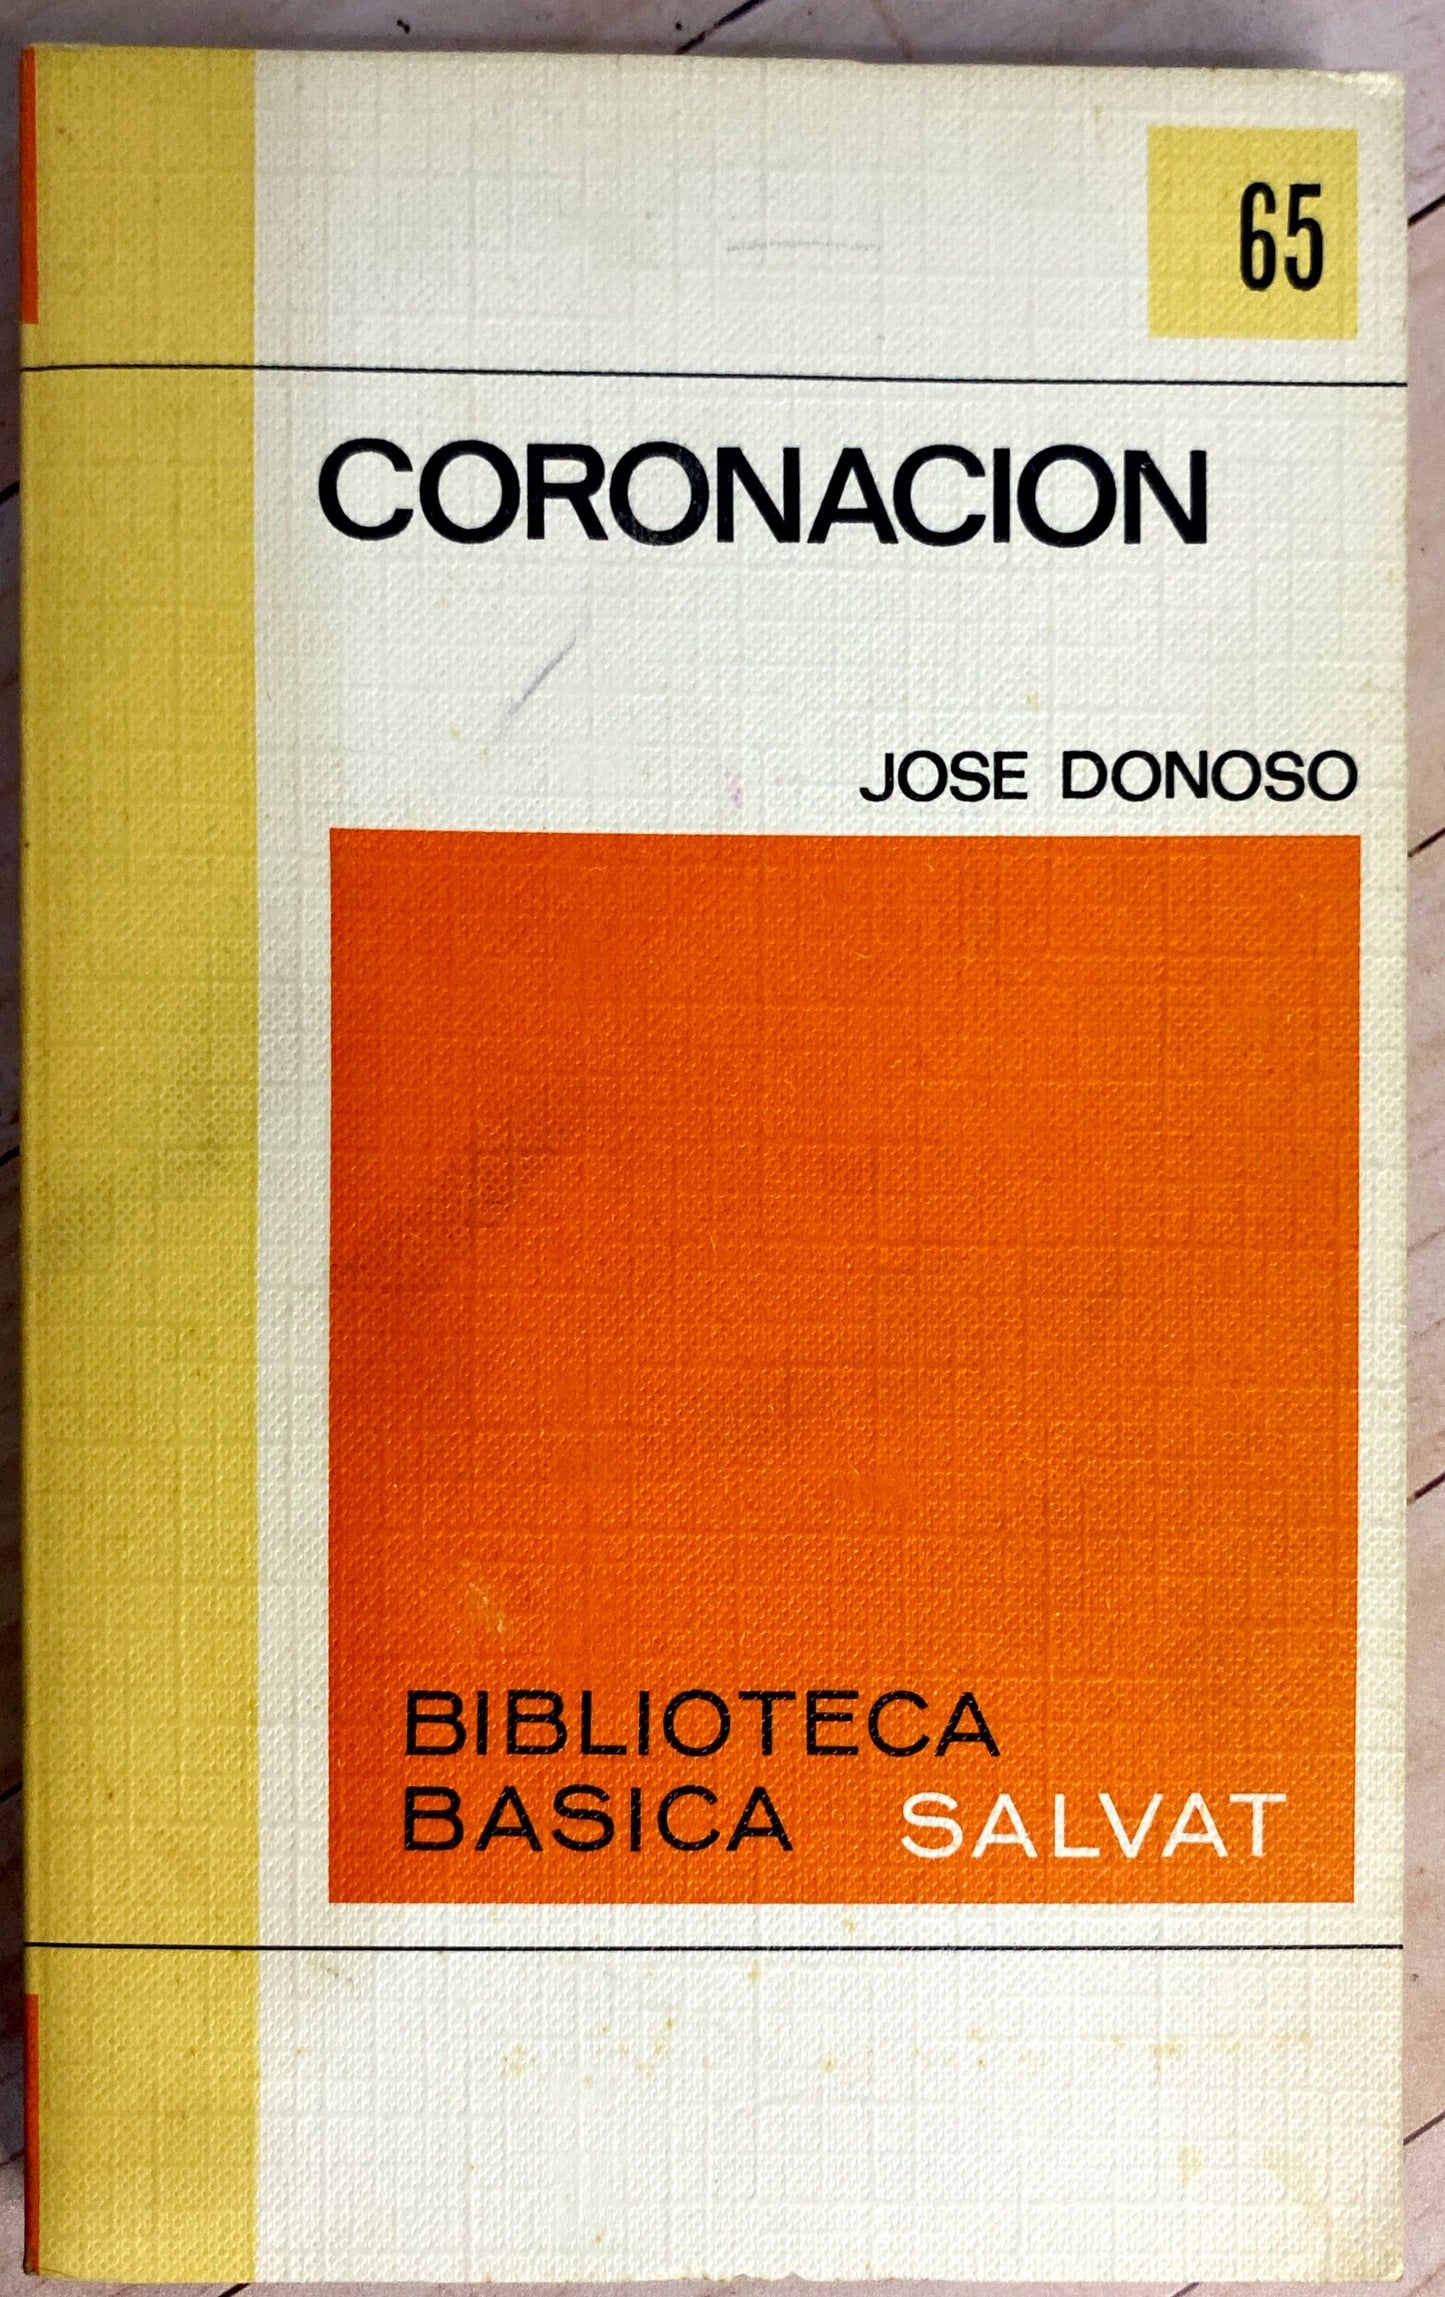 65
CORONACION
JOSE DONOSO
BIBLIOTECA
BASICA SALVAT